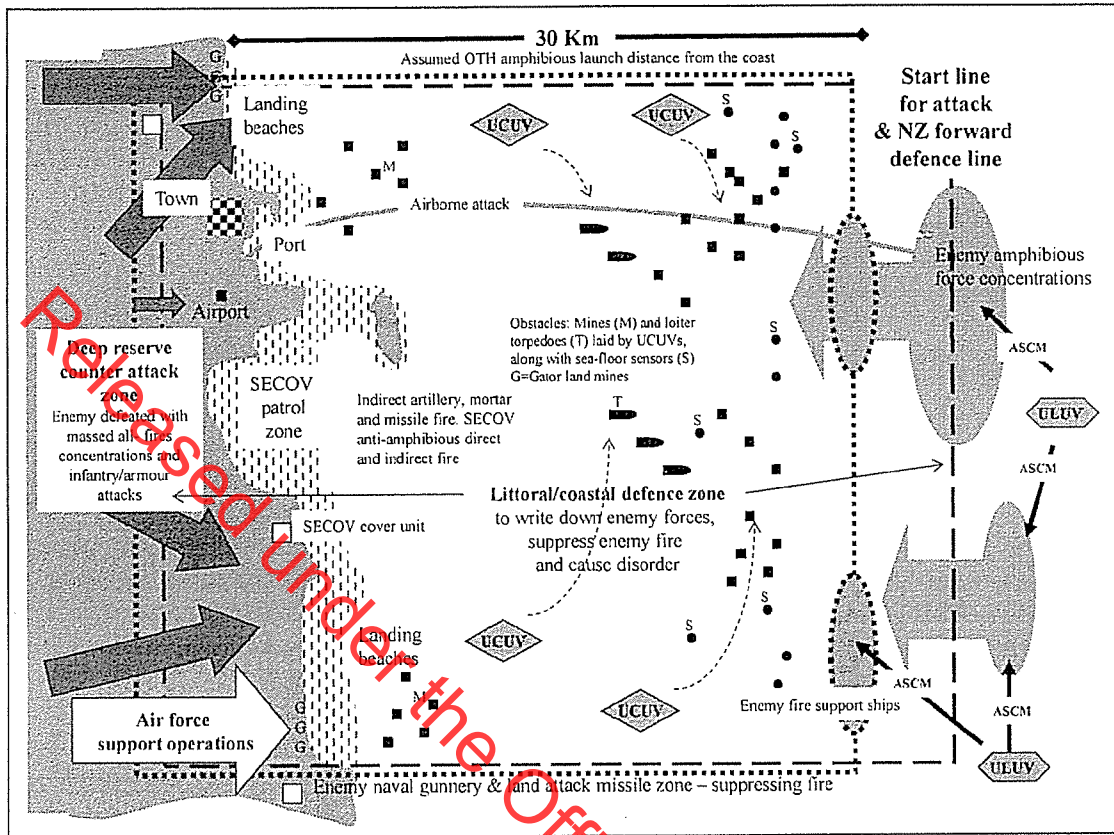 30 Km
Assumed OTH amphibious launch distance from the coast
Start line
for attack
& NZ forward
defence line
G
G
Landing
beaches
UCUV
UCUV
S
S
M
Town
Airborne attack
Port
Enemy amphibious
force concentrations
Airport
Obstacles: Mines (M) and loiter
torpedoes (T) laid by UCUVs,
along with sea-floor sensors (S)
G=Gator land mines
S
ASCM
Deep reserve
counter attack
zone
Enemy defeated with
massed all- fires
concentrations and
infantry/armour
attacks
SECOV
patrol
zone
Indirect artillery, mortar
and missile fire. SECOV
anti-amphibious direct
and indirect fire
T
S
ULUV
ASCM
Littoral/coastal defence zone
to write down enemy forces,
suppress enemy fire
and cause disorder
SECOV cover unit
S
S
UCUV
Landing
beaches
M
UCUV
ASCM
ASCM
Enemy fire support ships
Air force
support operations
G
G
G
ULUV
Enemy naval gunnery & land attack missile zone – suppressing fire
Released under the Off